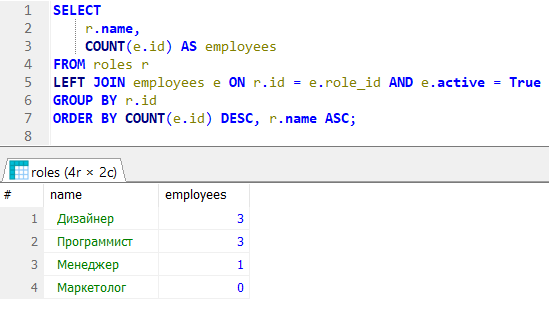 1 SELECT
2 r.name,
3 COUNT(e.id) AS employees
4 FROM roles r
5 LEFT JOIN employees e ON r.id = e.role_id AND e.active = True
6 GROUP BY r.id
7 ORDER BY COUNT(e.id) DESC, r.name ASC;
8
roles (4r × 2c)
# name employees
1 Дизайнер 3
2 Программист 3
3 Менеджер 1
4 Маркетолог 0